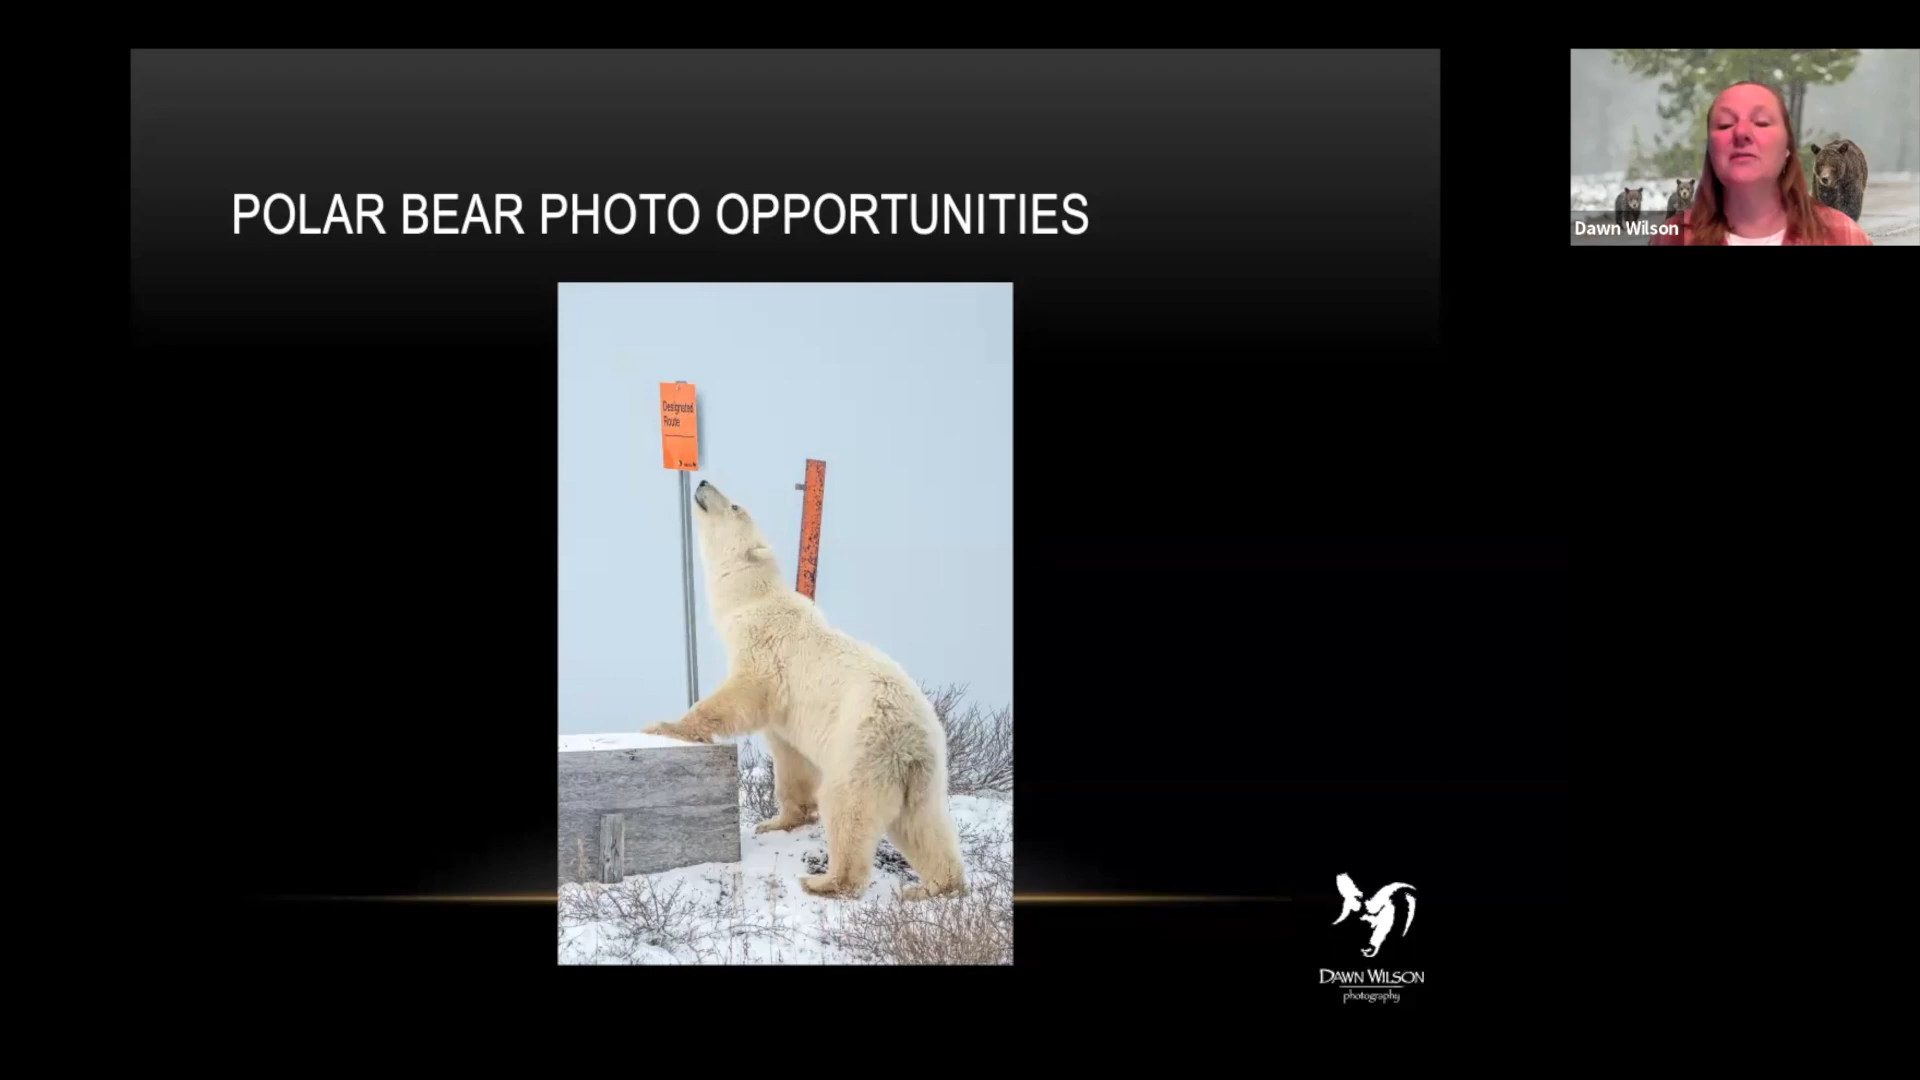 POLAR BEAR PHOTO OPPORTUNITIES
Dawn Wilson
Designated
Route
DAWN WILSON
photography